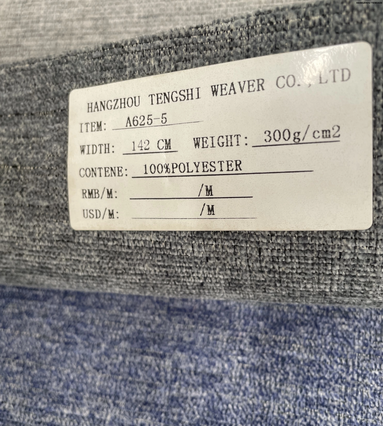 HANGZHOU TENGSHI WEAVER CO.,LTD
ITEM: A625-5
WIDTH: 142 CM WEIGHT: 300g/cm2
CONTENE: 100%POLYESTER
RMB/M: /M
USD/M: /M